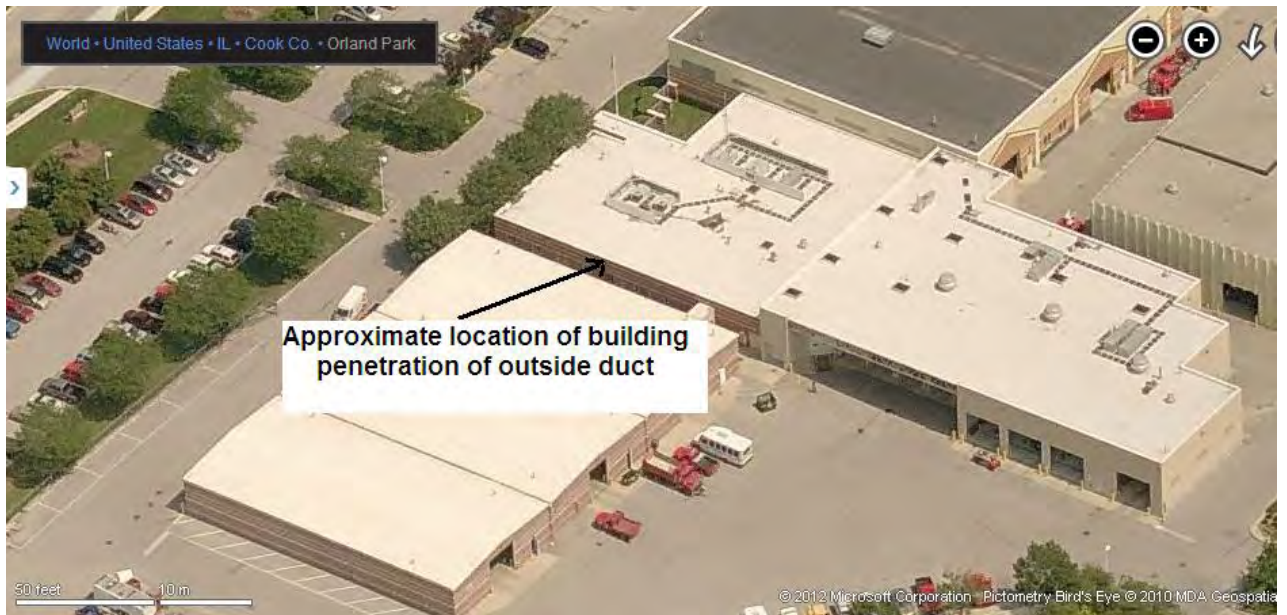 World • United States • IL • Cook Co. • Orland Park
Approximate location of building
penetration of outside duct
50 feet 10 m
© 2012 Microsoft Corporation Pictometry Bird's Eye © 2010 MDA Geospatia